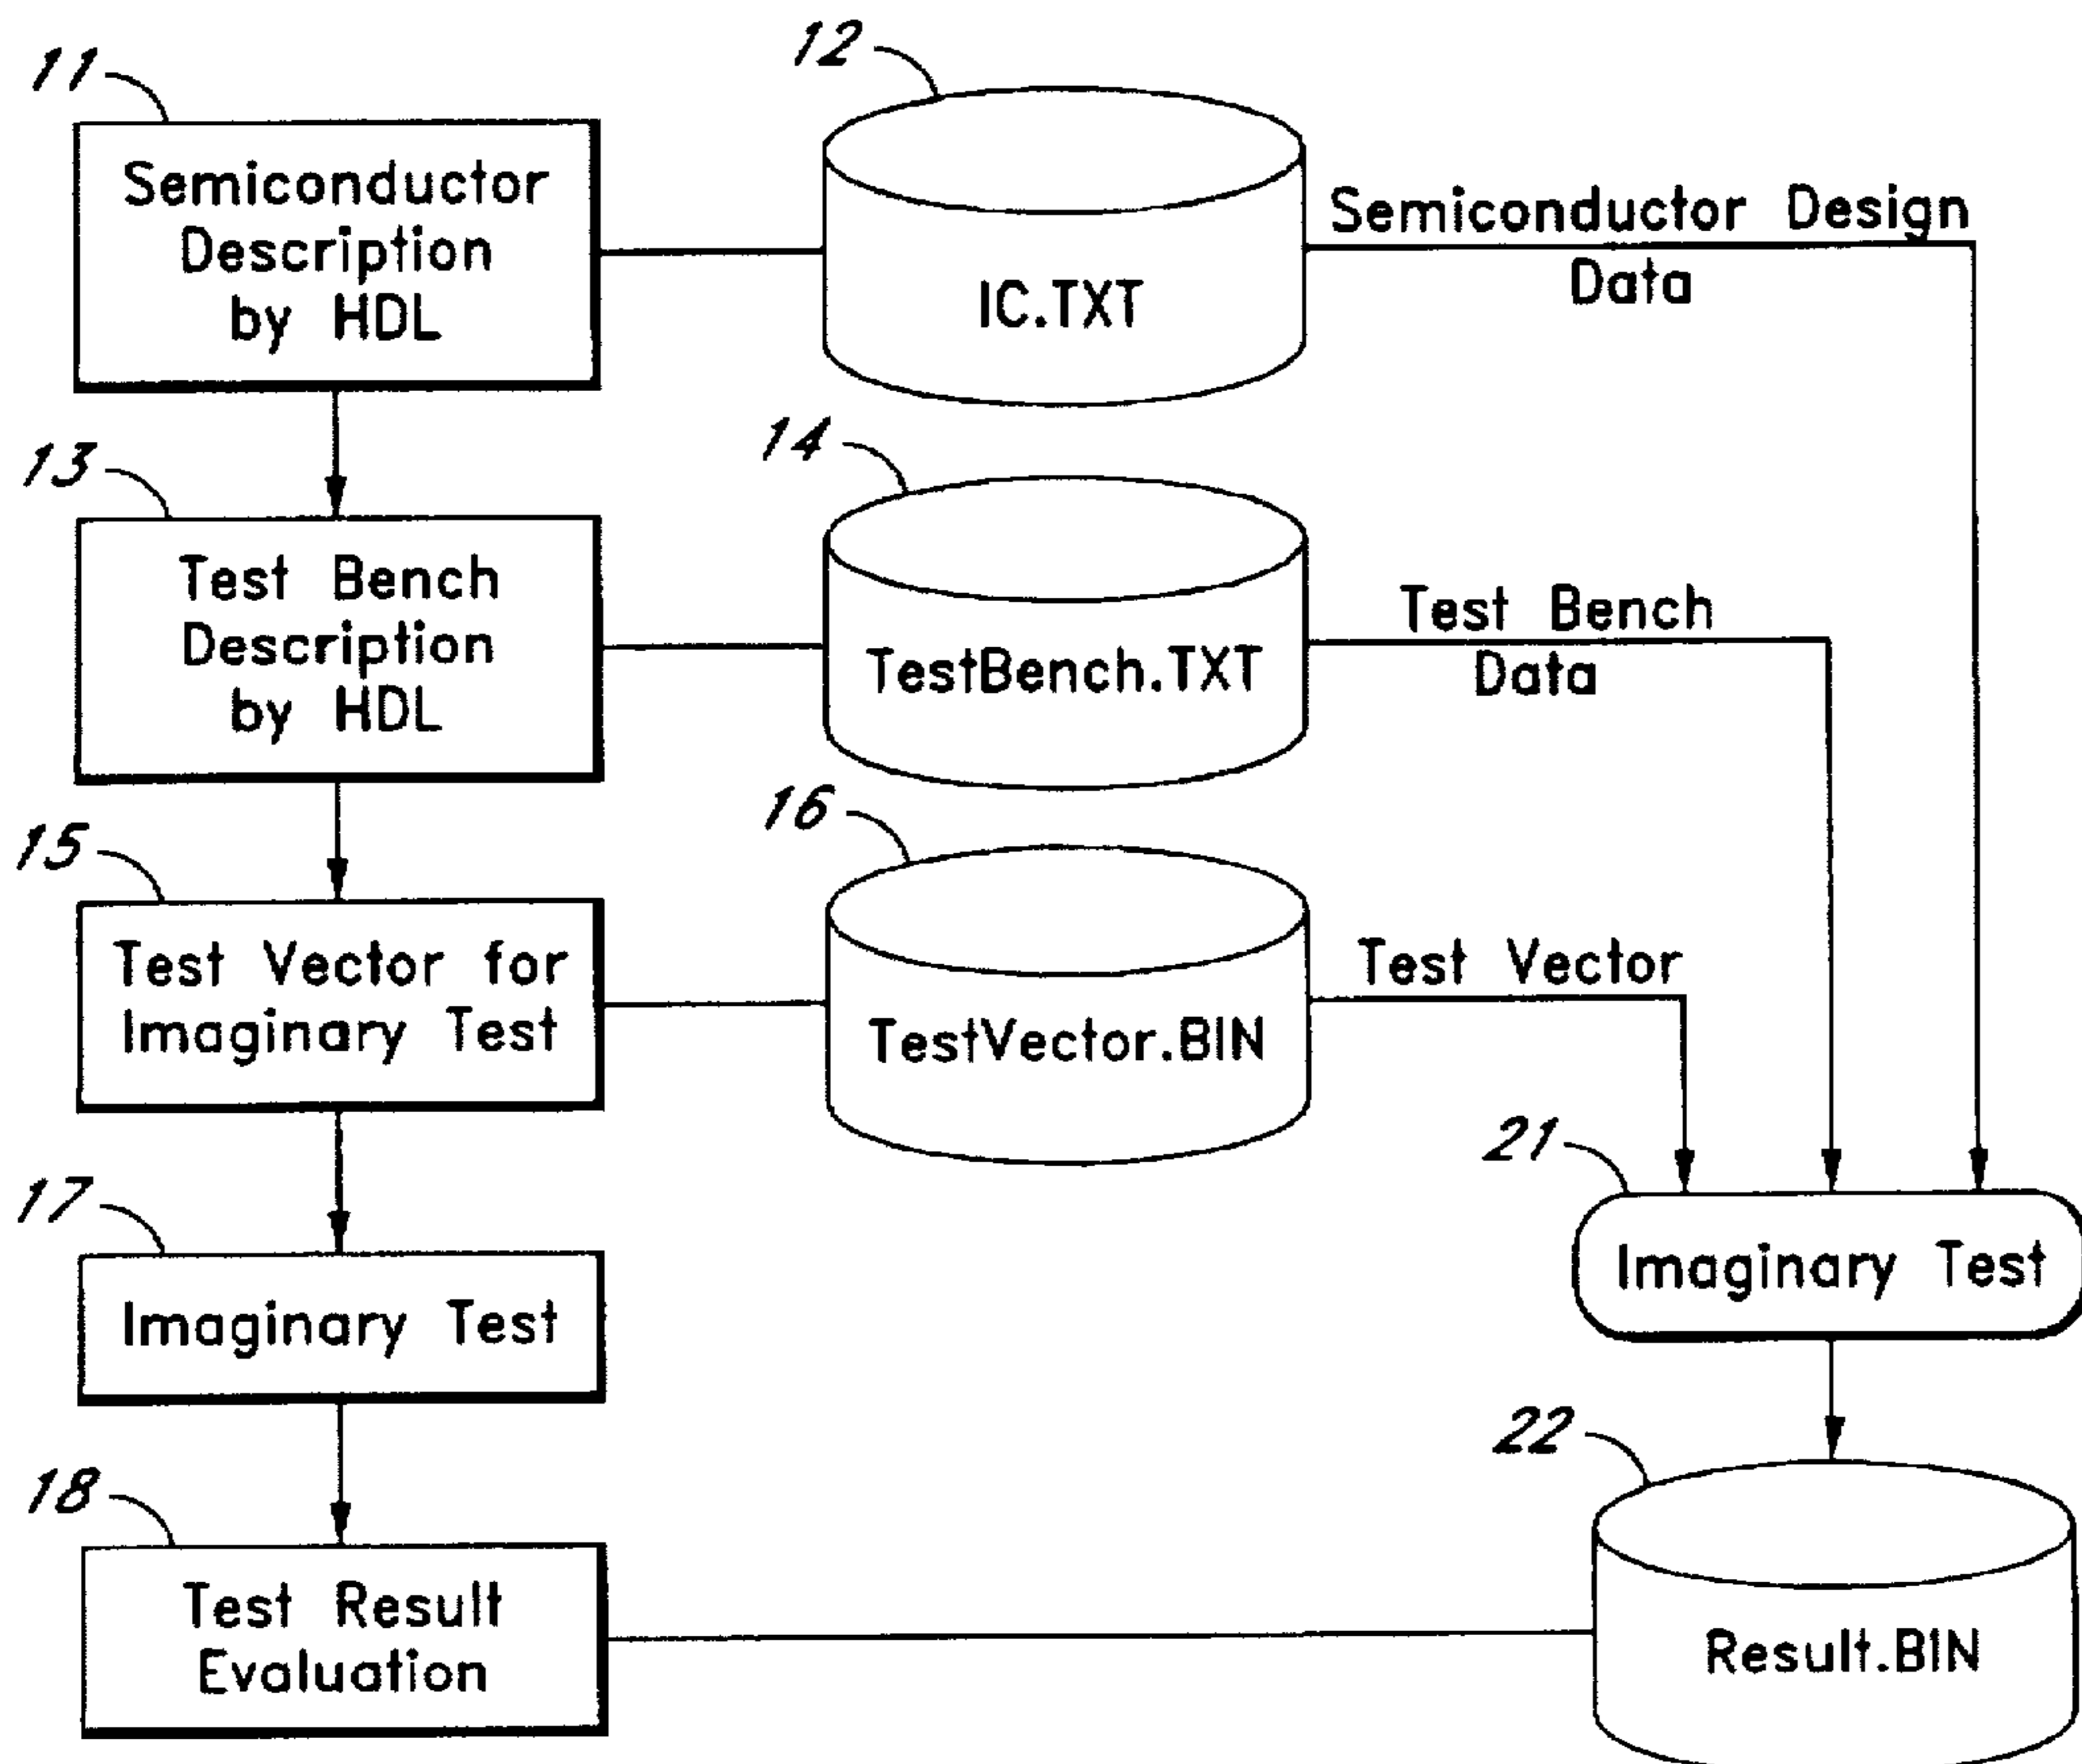 11
Semiconductor
Description
by HDL
12
IC.TXT
Semiconductor Design
Data
13
Test Bench
Description
by HDL
14
TestBench.TXT
Test Bench
Data
15
Test Vector for
Imaginary Test
16
TestVector.BIN
Test Vector
17
Imaginary Test
21
Imaginary Test
18
Test Result
Evaluation
22
Result.BIN